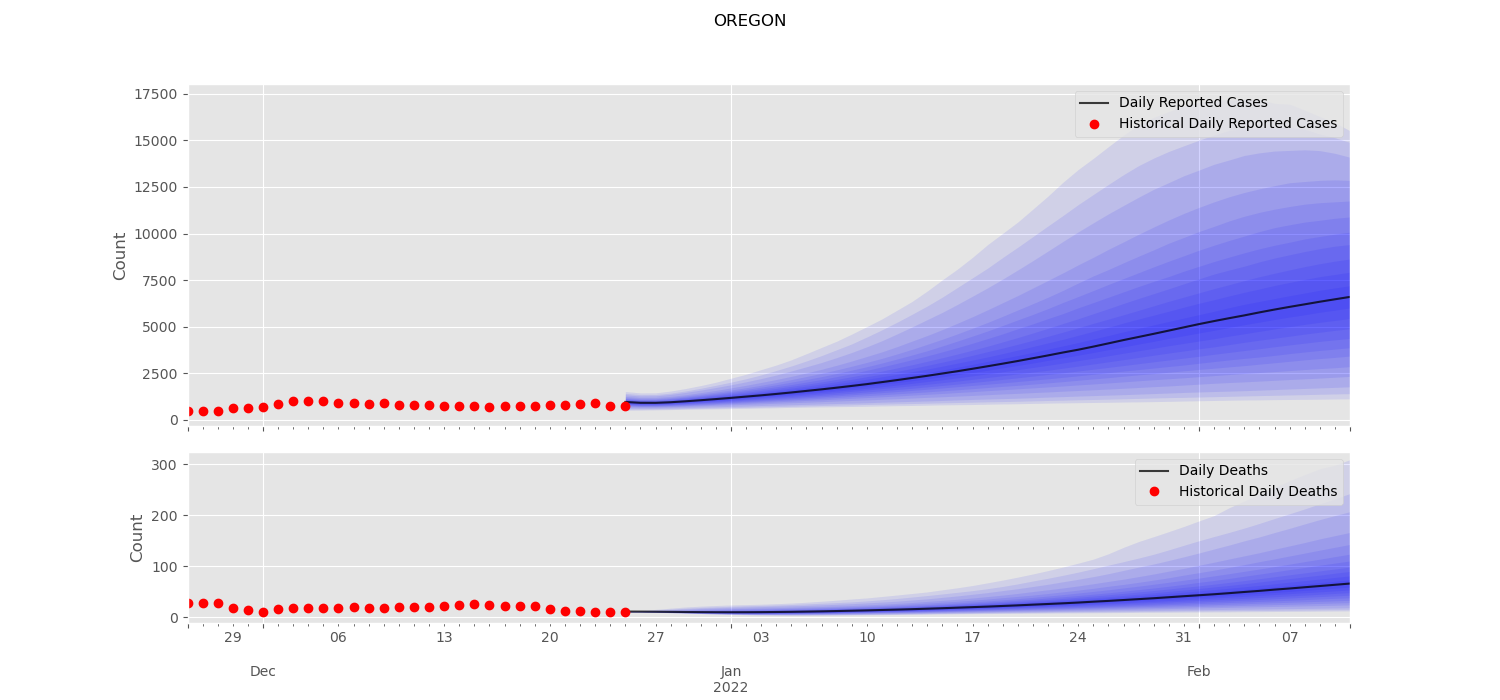 OREGON
17500
15000
12500
10000
7500
5000
2500
0
Count
Daily Reported Cases
Historical Daily Reported Cases
300
200
100
0
Count
Daily Deaths
Historical Daily Deaths
29 06 13 20 27 03 10 17 24 31 07
Dec Jan Feb
2022